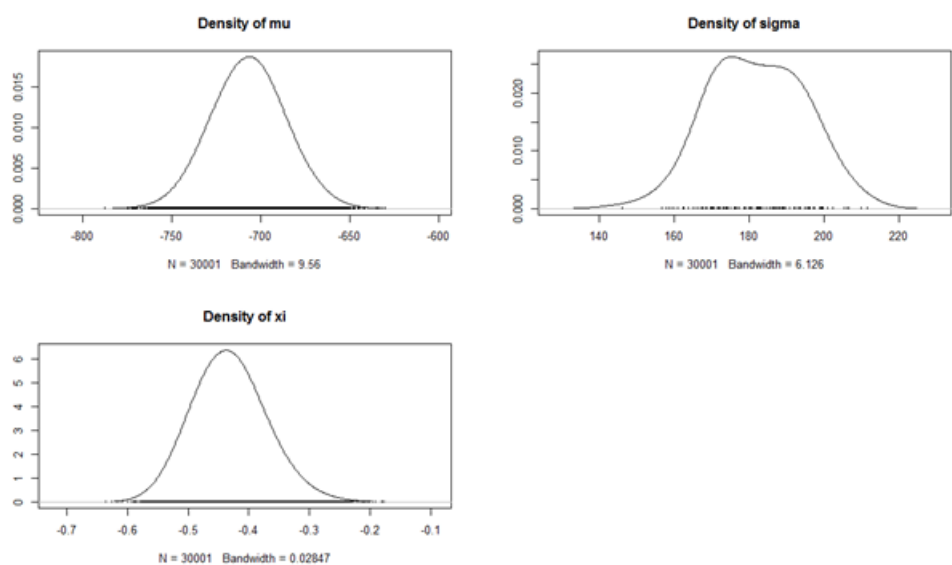 Density of mu
0.000 0.005 0.010 0.015
-800 -750 -700 -650 -600
N = 30001 Bandwidth = 9.56
Density of sigma
0.000 0.010 0.020
140 160 180 200 220
N = 30001 Bandwidth = 6.126
Density of xi
0 1 2 3 4 5 6
-0.7 -0.6 -0.5 -0.4 -0.3 -0.2 -0.1
N = 30001 Bandwidth = 0.02847